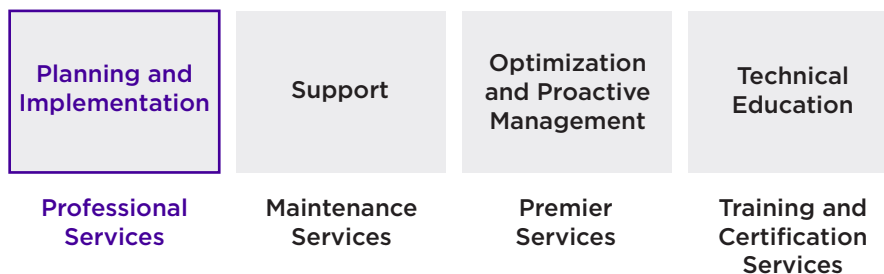 Planning and
Implementation
Support
Optimization
and Proactive
Management
Technical
Education
Professional
Services
Maintenance
Services
Premier
Services
Training and
Certification
Services